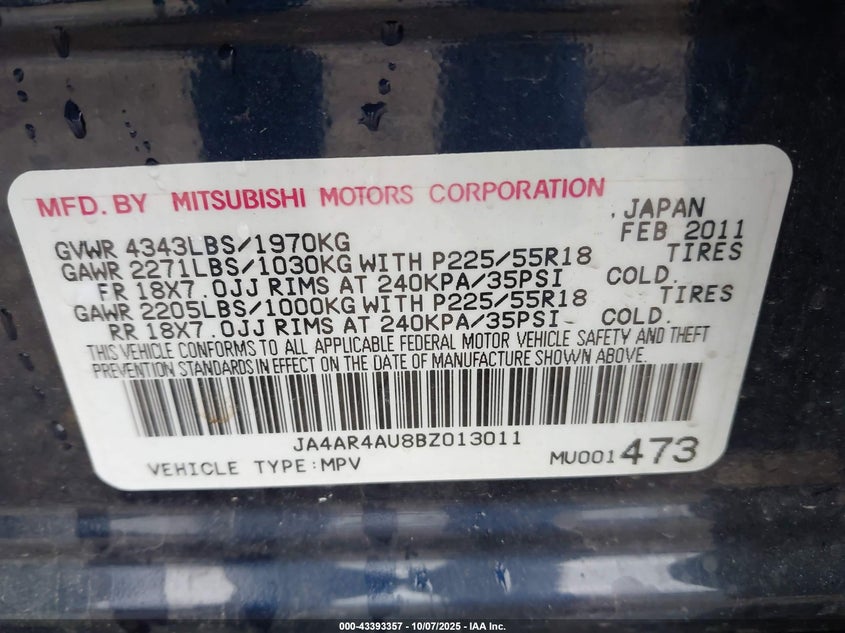 MFD. BY MITSUBISHI MOTORS CORPORATION
, JAPAN
GVWR 4343LBS/1970KG FEB 2011
GAWR 2271LBS/1030KG WITH P225/55R18 TIRES
FR 18X7.0JJ RIMS AT 240KPA/35PSI COLD.
GAWR 2205LBS/1000KG WITH P225/55R18 TIRES
RR 18X7.0JJ RIMS AT 240KPA/35PSI COLD.
THIS VEHICLE CONFORMS TO ALL APPLICABLE FEDERAL MOTOR VEHICLE SAFETY AND THEFT
PREVENTION STANDARDS IN EFFECT ON THE DATE OF MANUFACTURE SHOWN ABOVE.
JA4AR4AU8BZ013011
VEHICLE TYPE:MPV MU001473
000-43393357 - 10/07/2025 - IAA Inc.